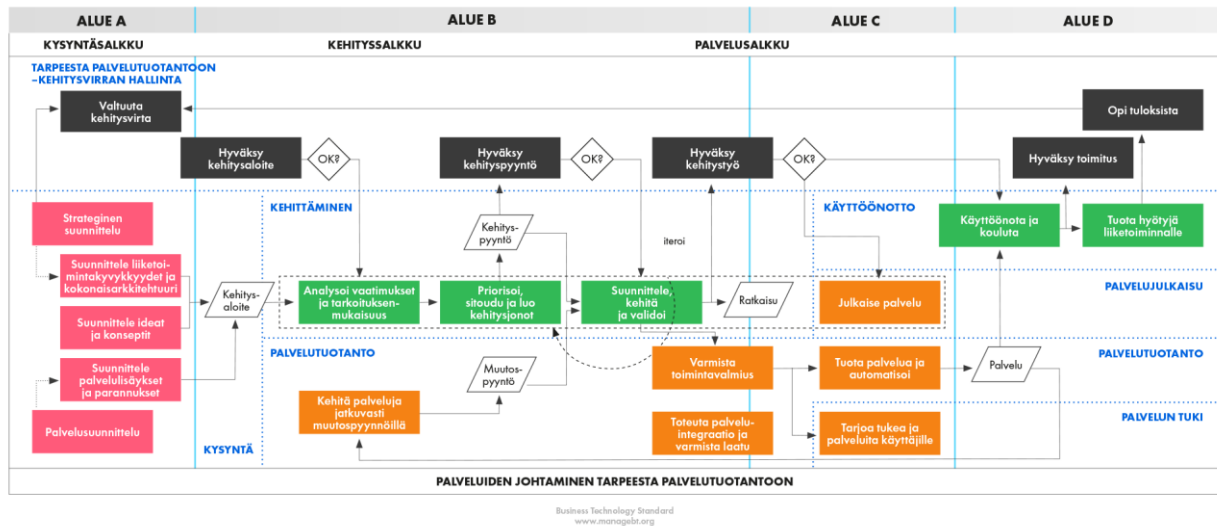 ALUE A
ALUE B
ALUE C
ALUE D
KYSYNTÄSALKKU
KEHITYSSALKKU
PALVELUSALKKU
TARPEESTA PALVELUTUOTANTOON
–KEHITYSVIRRAN HALLINTA
Valtuuta
kehitysvirta
Opi tuloksista
Hyväksy
kehitysaloite
OK?
Hyväksy
kehityspyyntö
OK?
Hyväksy
kehitystyö
OK?
Hyväksy toimitus
KEHITTÄMINEN
KÄYTTÖÖNOTTO
Strateginen
suunnittelu
Kehitys-
pyyntö
iteroi
Käyttöönota ja
kouluta
Tuota hyötyjä
liiketoiminnalle
Suunnittele liiketoi-
mintakyvykkyydet ja
kokonaisarkkitehtuuri
Kehitys-
aloite
Analysoi vaatimukset
ja tarkoituksen-
mukaisuus
Priorisoi,
sitoudu ja luo
kehitysjonot
Suunnittele,
kehitä
ja validoi
Ratkaisu
Julkaise palvelu
PALVELUJULKAISU
Suunnittele ideat
ja konseptit
PALVELUTUOTANTO
PALVELUTUOTANTO
Suunnittele
palvelulisäykset
ja parannukset
Muutos-
pyyntö
Varmista
toimintavalmius
Tuota palvelua ja
automatisoi
Palvelu
Kehitä palveluja
jatkuvasti
muutospyynnöillä
PALVELUN TUKI
Palvelusuunnittelu
KYSYNTÄ
Toteuta palvelu-
integraatio ja
varmista laatu
Tarjoa tukea ja
palveluita käyttäjille
PALVELUIDEN JOHTAMINEN TARPEESTA PALVELUTUOTANTOON
Business Technology Standard
www.managebt.org